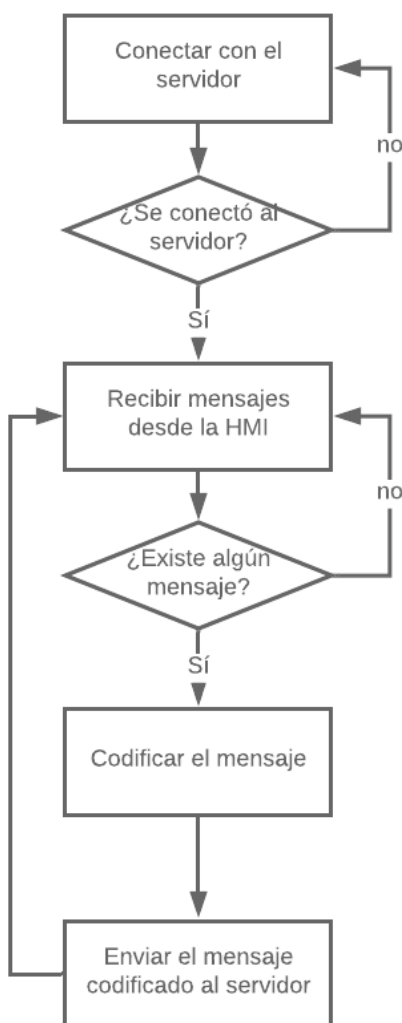 Conectar con el
servidor
no
¿Se conectó al
servidor?
Sí
Recibir mensajes
desde la HMI
no
¿Existe algún
mensaje?
Sí
Codificar el mensaje
Enviar el mensaje
codificado al servidor